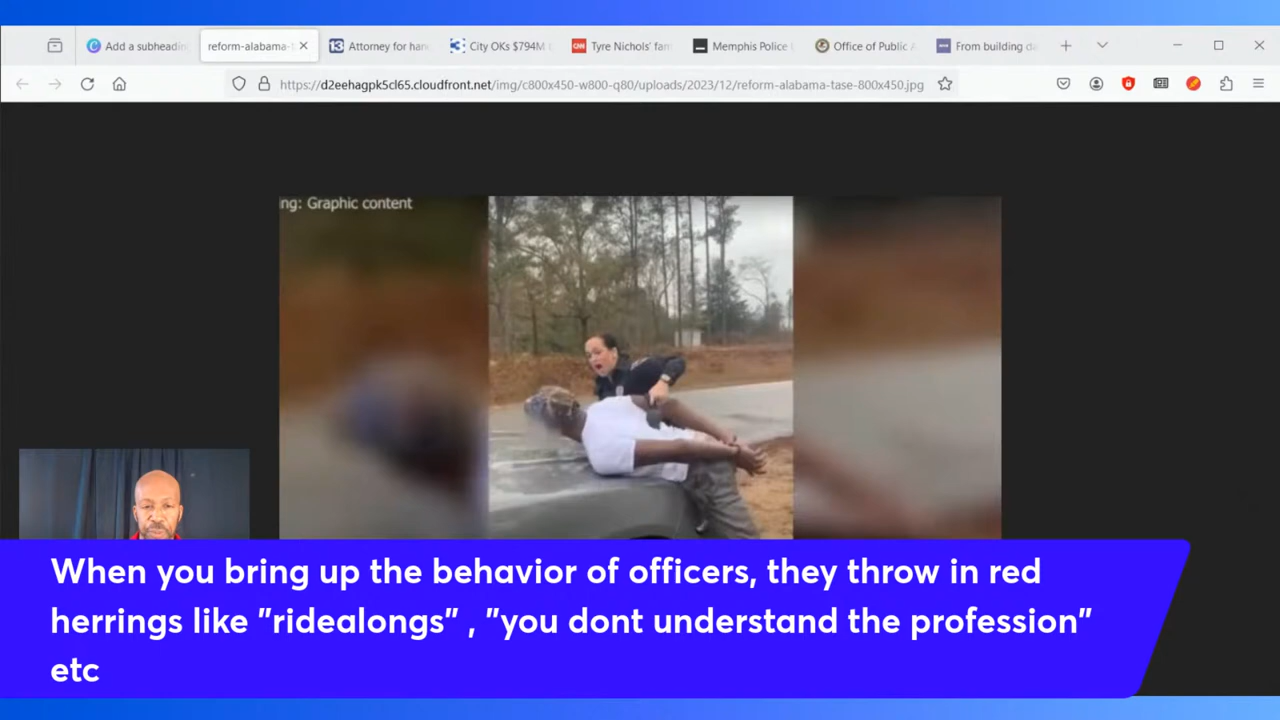 Add a subheadin
reform-alabama-t
Attorney for han
City OKs $794M
Tyre Nichols' fam
Memphis Police
Office of Public A
From building da
https://d2eehagpk5cl65.cloudfront.net/img/c800x450-w800-q80/uploads/2023/12/reform-alabama-tase-800x450.jpg
ng: Graphic content
When you bring up the behavior of officers, they throw in red
herrings like "ridealongs" , "you dont understand the profession"
etc